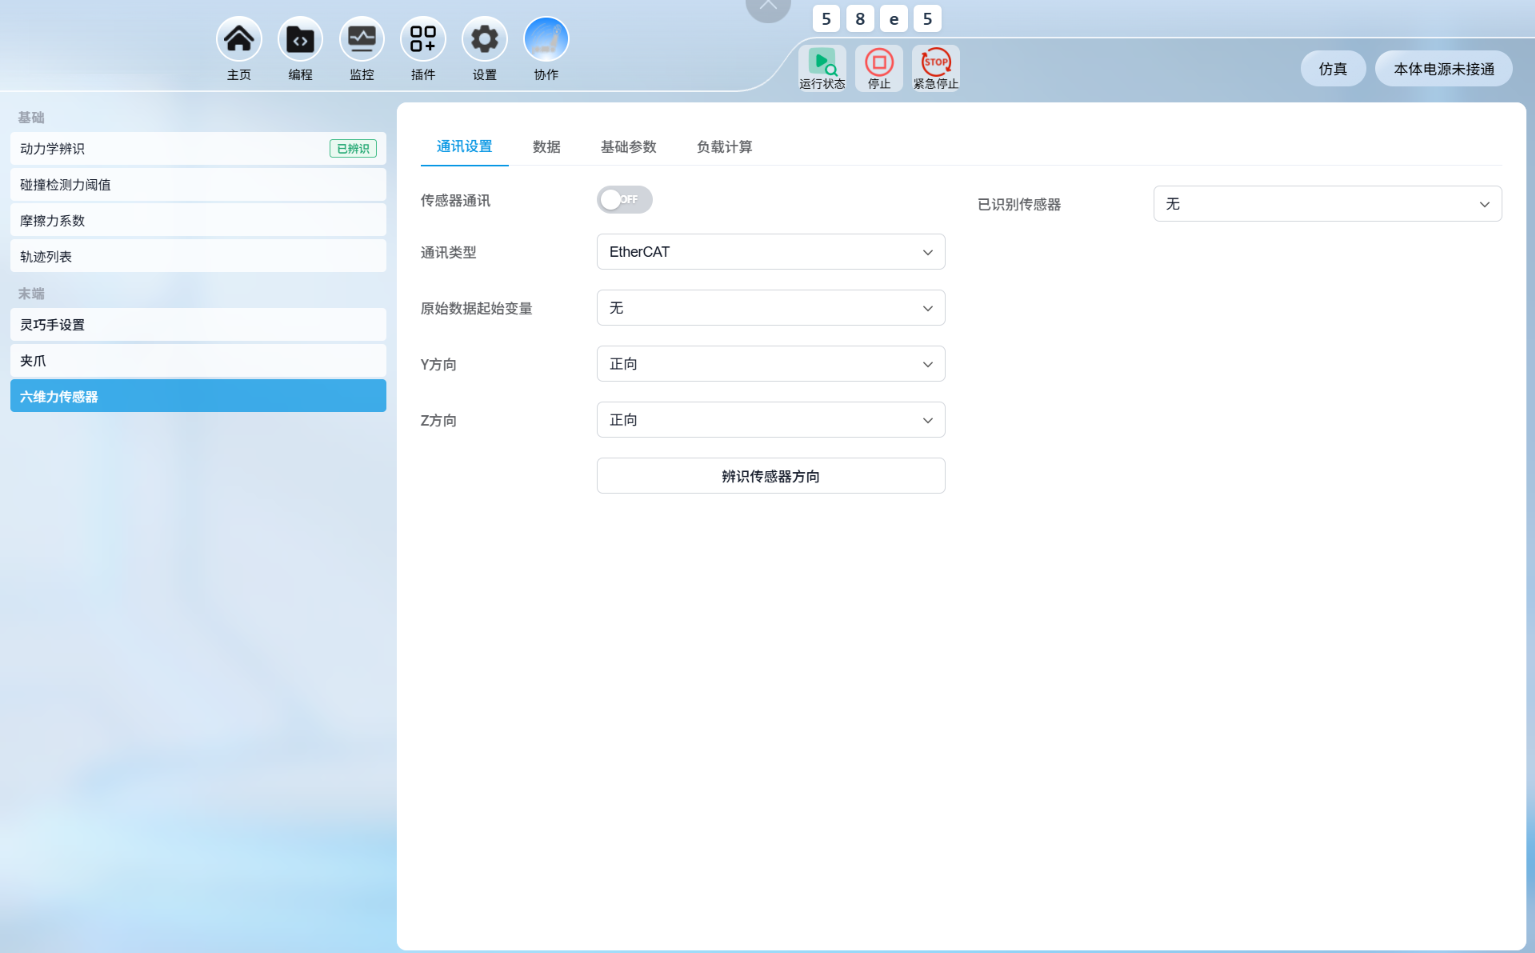 5 8 e 5
主页 编程 监控 插件 设置 协作
运行状态 停止 STOP 紧急停止
仿真 本体电源未接通
基础
动力学辨识 已辨识
碰撞检测力阈值
摩擦力系数
轨迹列表
末端
灵巧手设置
夹爪
六维力传感器
通讯设置 数据 基础参数 负载计算
传感器通讯 OFF 已识别传感器 无
通讯类型 EtherCAT
原始数据起始变量 无
Y方向 正向
Z方向 正向
辨识传感器方向